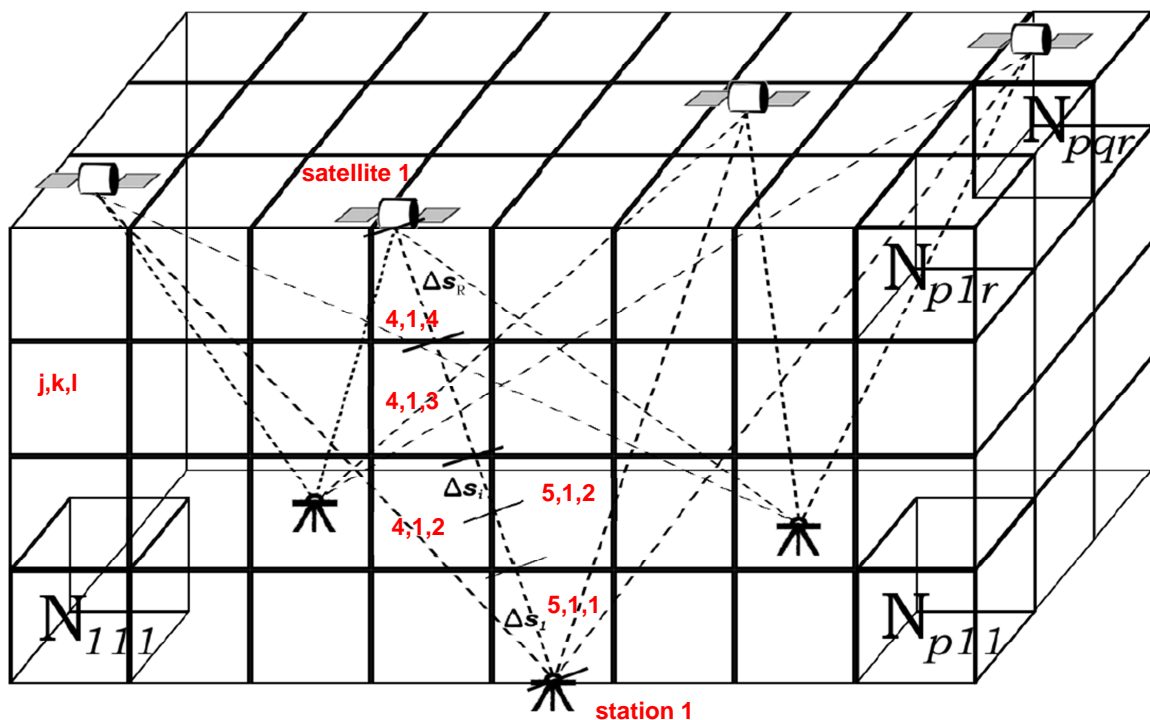 N_pqr
satellite 1
N_p1r
Δs_R
4,1,4
j,k,l
4,1,3
Δs_i
5,1,2
4,1,2
5,1,1
N_111
Δs_1
N_p11
station 1